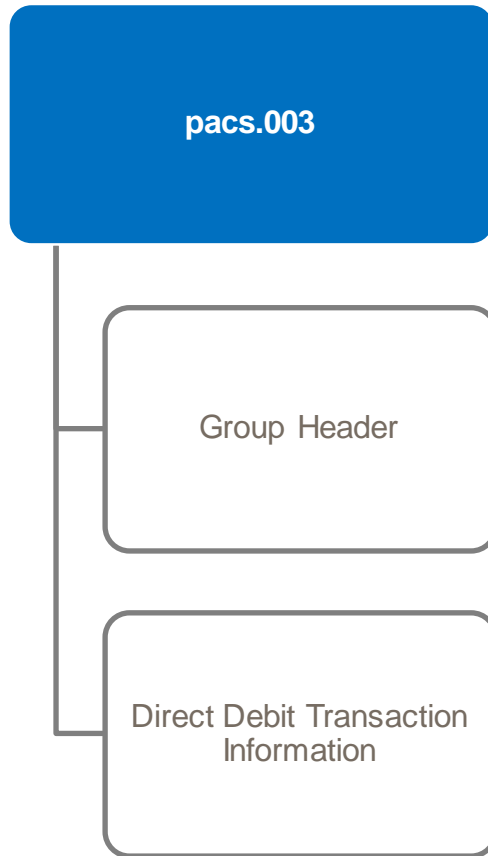 pacs.003
Group Header
Direct Debit Transaction
Information